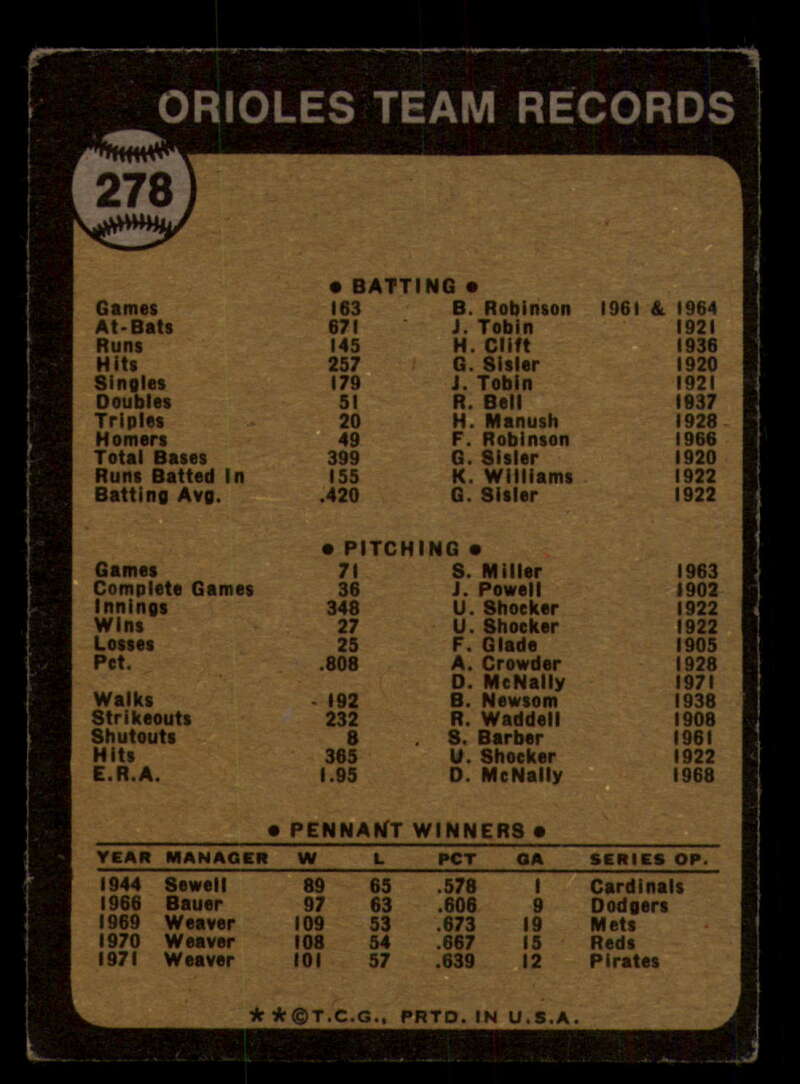 ORIOLES TEAM RECORDS
278
● BATTING ●
Games 163 B. Robinson 1961 & 1964
At-Bats 671 J. Tobin 1921
Runs 145 H. Clift 1936
Hits 257 G. Sisler 1920
Singles 179 J. Tobin 1921
Doubles 51 R. Bell 1937
Triples 20 H. Manush 1928
Homers 49 F. Robinson 1966
Total Bases 399 G. Sisler 1920
Runs Batted In 155 K. Williams 1922
Batting Avg. .420 G. Sisler 1922
● PITCHING ●
Games 71 S. Miller 1963
Complete Games 36 J. Powell 1902
Innings 348 U. Shocker 1922
Wins 27 U. Shocker 1922
Losses 25 F. Glade 1905
Pct. .808 A. Crowder 1928
D. McNally 1971
Walks 192 B. Newsom 1938
Strikeouts 232 R. Waddell 1908
Shutouts 8 S. Barber 1961
Hits 365 U. Shocker 1922
E.R.A. 1.95 D. McNally 1968
● PENNANT WINNERS ●
YEAR MANAGER W L PCT GA SERIES OP.
1944 Sewell 89 65 .578 1 Cardinals
1966 Bauer 97 63 .606 9 Dodgers
1969 Weaver 109 53 .673 19 Mets
1970 Weaver 108 54 .667 15 Reds
1971 Weaver 101 57 .639 12 Pirates
★★©T.C.G., PRTD. IN U.S.A.